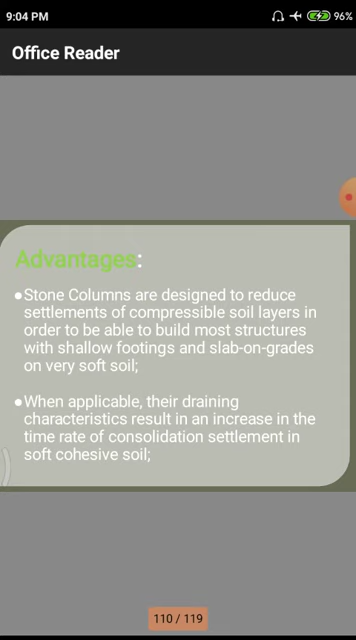 9:04 PM
96%
Office Reader
Advantages:
•Stone Columns are designed to reduce
settlements of compressible soil layers in
order to be able to build most structures
with shallow footings and slab-on-grades
on very soft soil;
•When applicable, their draining
characteristics result in an increase in the
time rate of consolidation settlement in
soft cohesive soil;
110 / 119